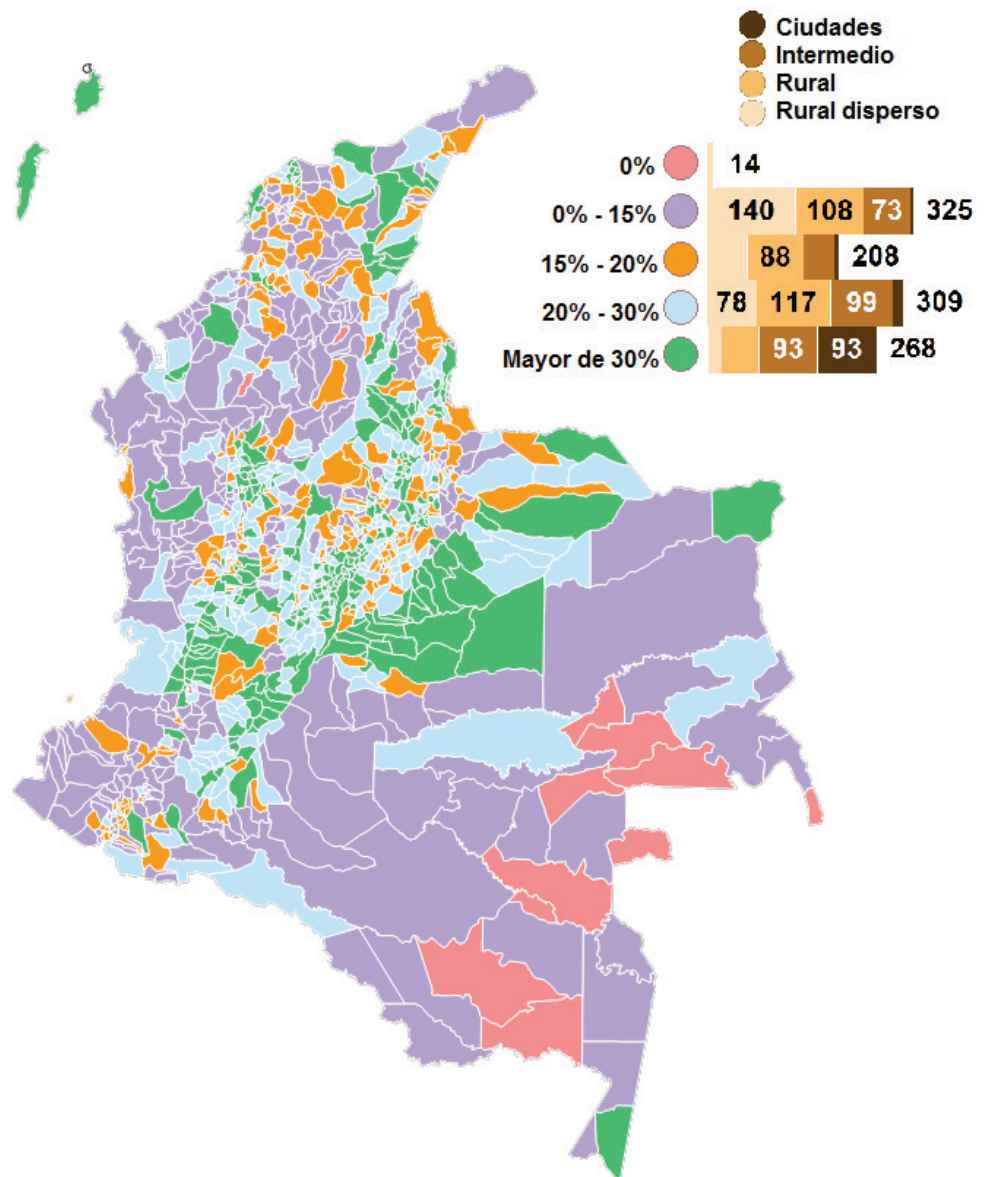 Ciudades
Intermedio
Rural
Rural disperso
0% 14
0% - 15% 140 108 73 325
15% - 20% 88 208
20% - 30% 78 117 99 309
Mayor de 30% 93 93 268